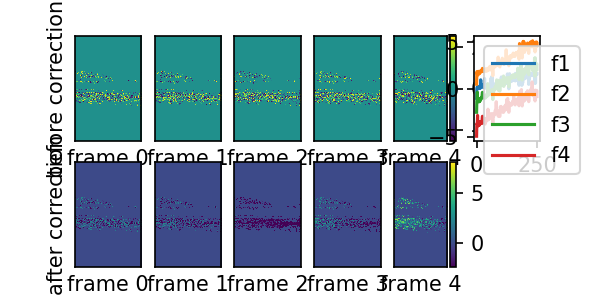 before correction
5
0
−5
f1
f2
f3
f4
0
250
frame 0
frame 1
frame 2
frame 3
frame 4
after correction
5
0
frame 0
frame 1
frame 2
frame 3
frame 4